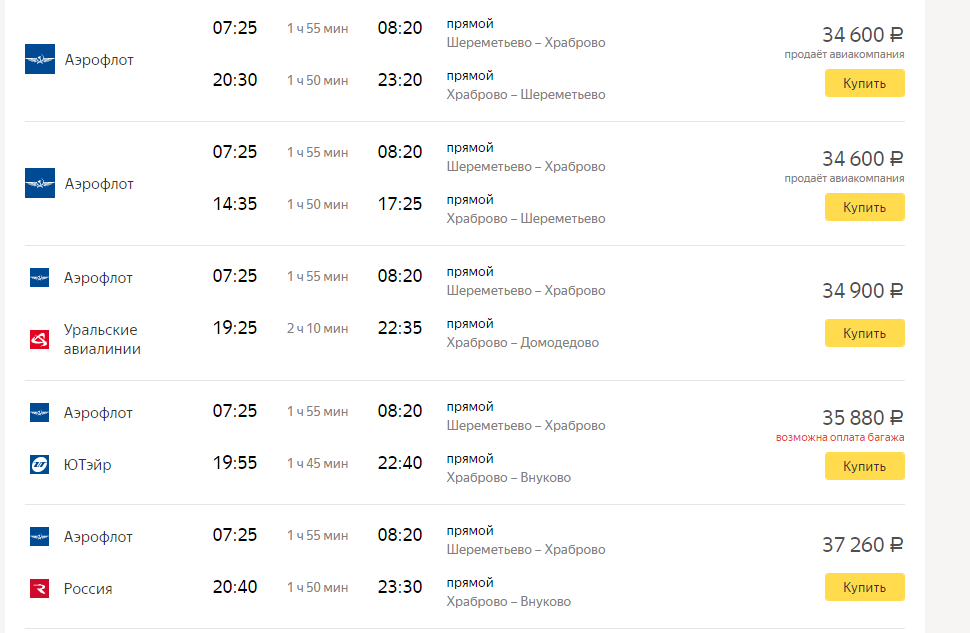 07:25 1 ч 55 мин 08:20 прямой
Шереметьево – Храброво
34 600 ₽
продаёт авиакомпания
Аэрофлот
20:30 1 ч 50 мин 23:20 прямой
Храброво – Шереметьево
Купить
07:25 1 ч 55 мин 08:20 прямой
Шереметьево – Храброво
34 600 ₽
продаёт авиакомпания
Аэрофлот
14:35 1 ч 50 мин 17:25 прямой
Храброво – Шереметьево
Купить
Аэрофлот 07:25 1 ч 55 мин 08:20 прямой
Шереметьево – Храброво
34 900 ₽
Уральские
авиалинии
19:25 2 ч 10 мин 22:35 прямой
Храброво – Домодедово
Купить
Аэрофлот 07:25 1 ч 55 мин 08:20 прямой
Шереметьево – Храброво
35 880 ₽
возможна оплата багажа
ЮТэйр 19:55 1 ч 45 мин 22:40 прямой
Храброво – Внуково
Купить
Аэрофлот 07:25 1 ч 55 мин 08:20 прямой
Шереметьево – Храброво
37 260 ₽
Россия 20:40 1 ч 50 мин 23:30 прямой
Храброво – Внуково
Купить